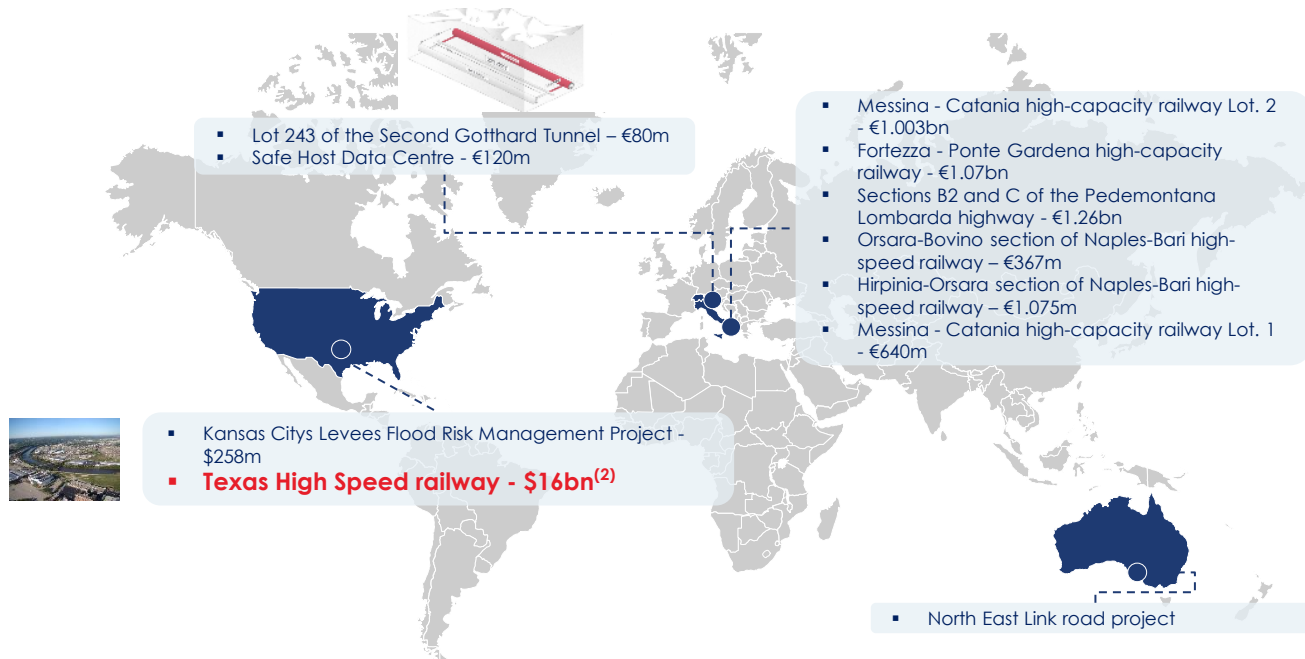 ▪ Lot 243 of the Second Gotthard Tunnel – €80m
▪ Safe Host Data Centre - €120m
▪ Messina - Catania high-capacity railway Lot. 2
- €1.003bn
▪ Fortezza - Ponte Gardena high-capacity
railway - €1.07bn
▪ Sections B2 and C of the Pedemontana
Lombarda highway - €1.26bn
▪ Orsara-Bovino section of Naples-Bari high-
speed railway – €367m
▪ Hirpinia-Orsara section of Naples-Bari high-
speed railway – €1.075m
▪ Messina - Catania high-capacity railway Lot. 1
- €640m
▪ Kansas Citys Levees Flood Risk Management Project -
$258m
▪ Texas High Speed railway - $16bn(2)
▪ North East Link road project